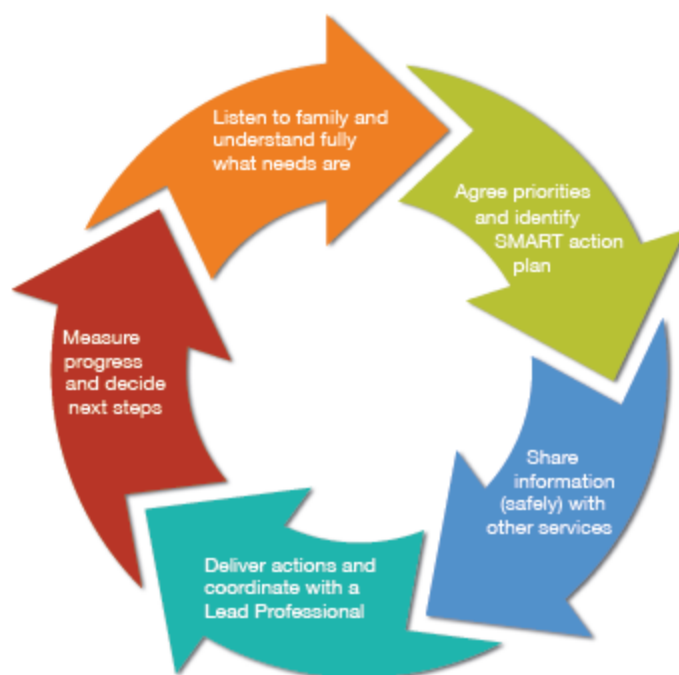 Listen to family and
understand fully
what needs are
Agree priorities
and identify
SMART action
plan
Share
information
(safely) with
other services
Deliver actions and
coordinate with a
Lead Professional
Measure
progress
and decide
next steps